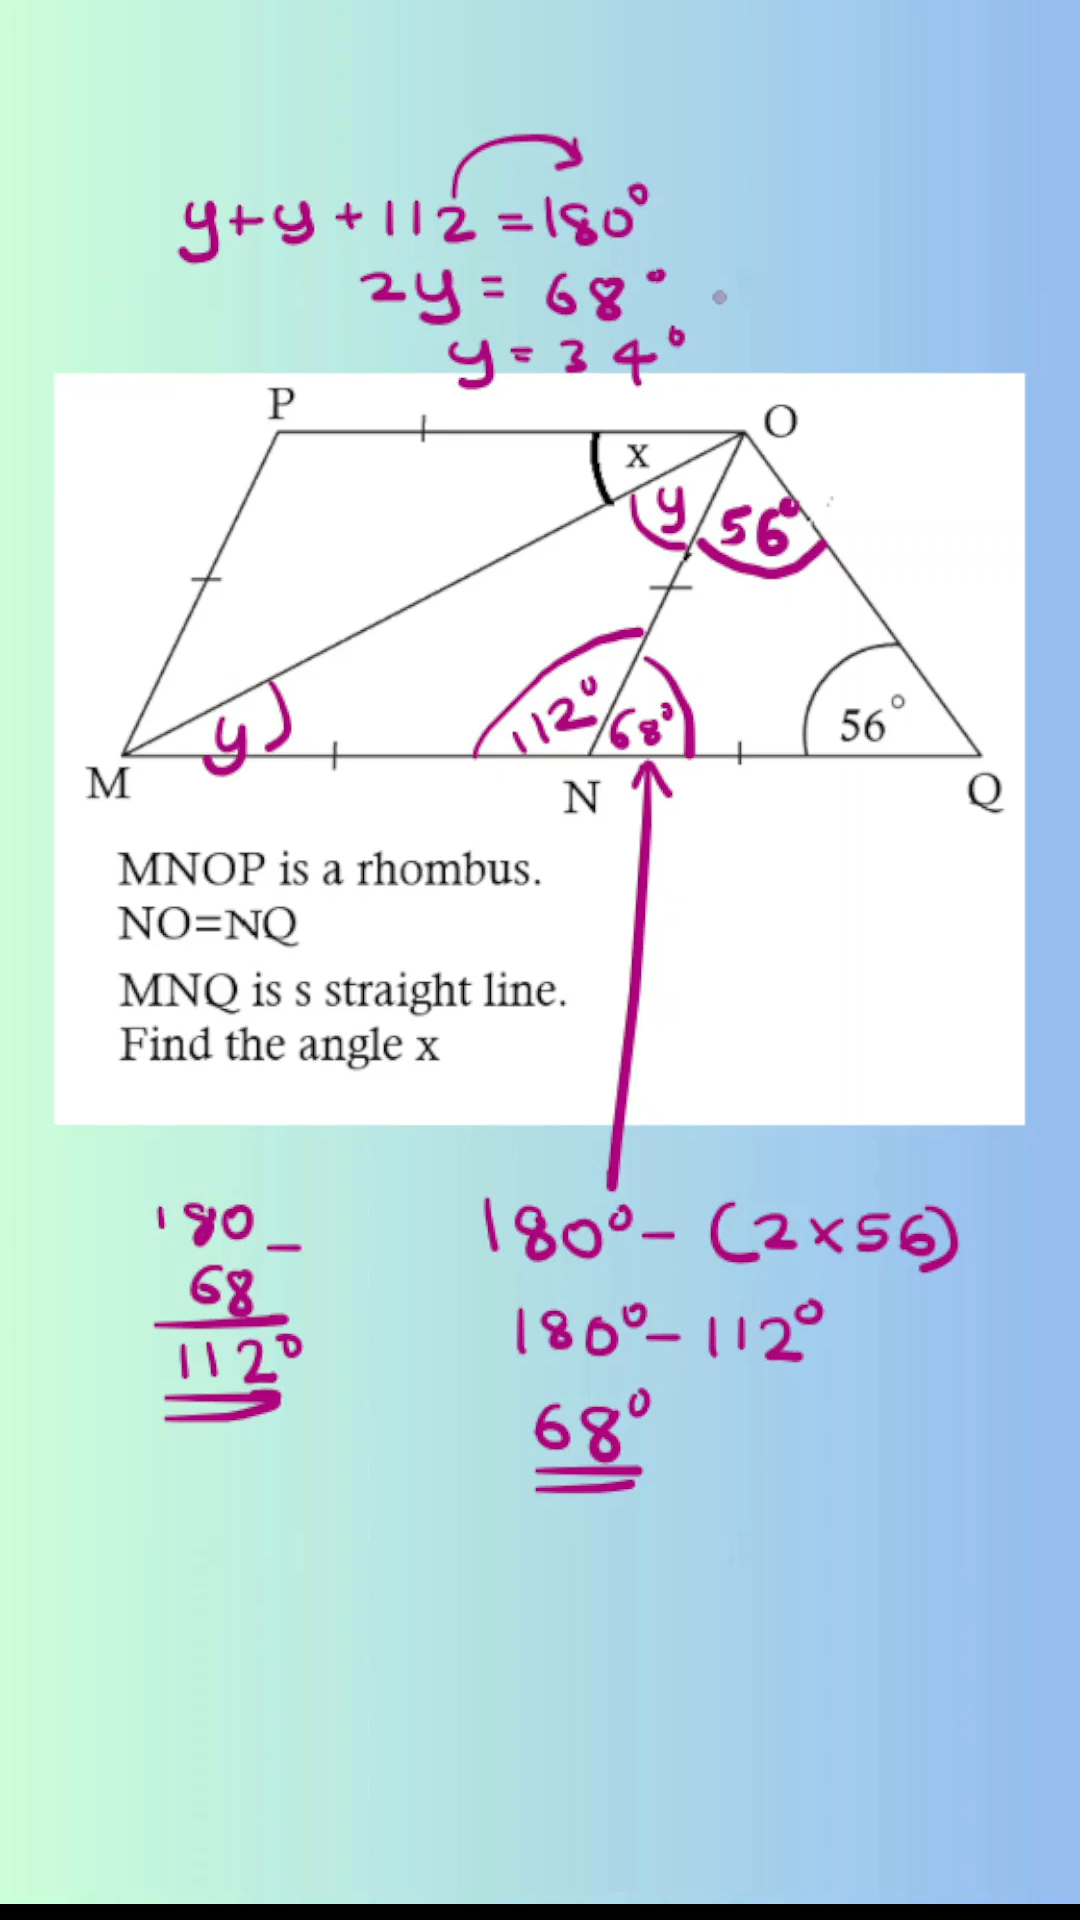 y+y+112=180°
2y=68°
y=34°
P
O
x
y
56°
112°
68°
56°
y
M
N
Q
MNOP is a rhombus.
NO=NQ
MNQ is s straight line.
Find the angle x
180-
68
112°
180°-(2×56)
180°-112°
68°